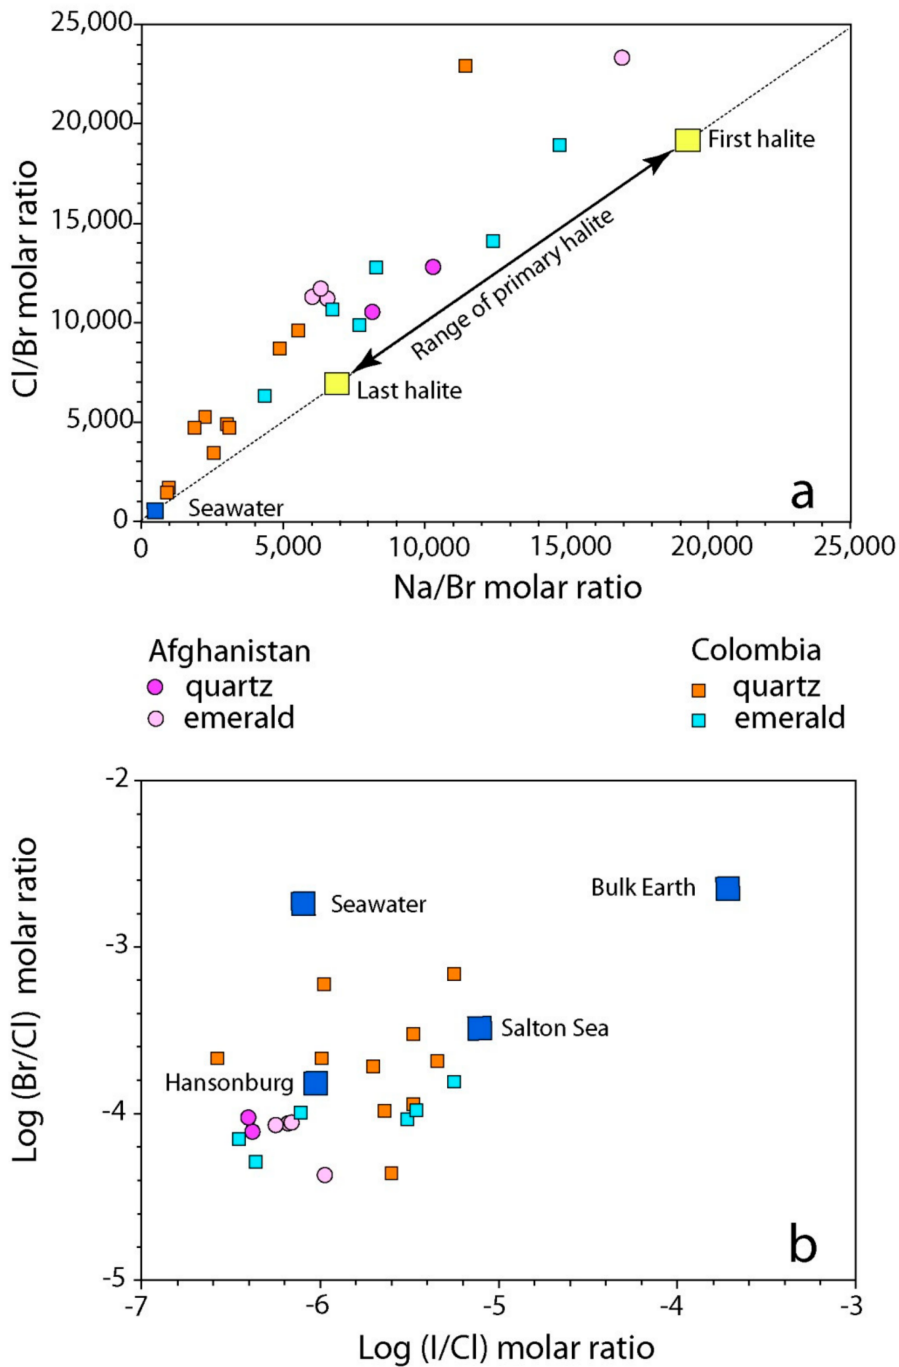 25,000
20,000
15,000
10,000
5,000
0
Cl/Br molar ratio
First halite
Range of primary halite
Last halite
Seawater
a
0 5,000 10,000 15,000 20,000 25,000
Na/Br molar ratio
Afghanistan
quartz
emerald
Colombia
quartz
emerald
-2
-3
-4
-5
Log (Br/Cl) molar ratio
Seawater
Bulk Earth
Salton Sea
Hansonburg
b
-7 -6 -5 -4 -3
Log (I/Cl) molar ratio